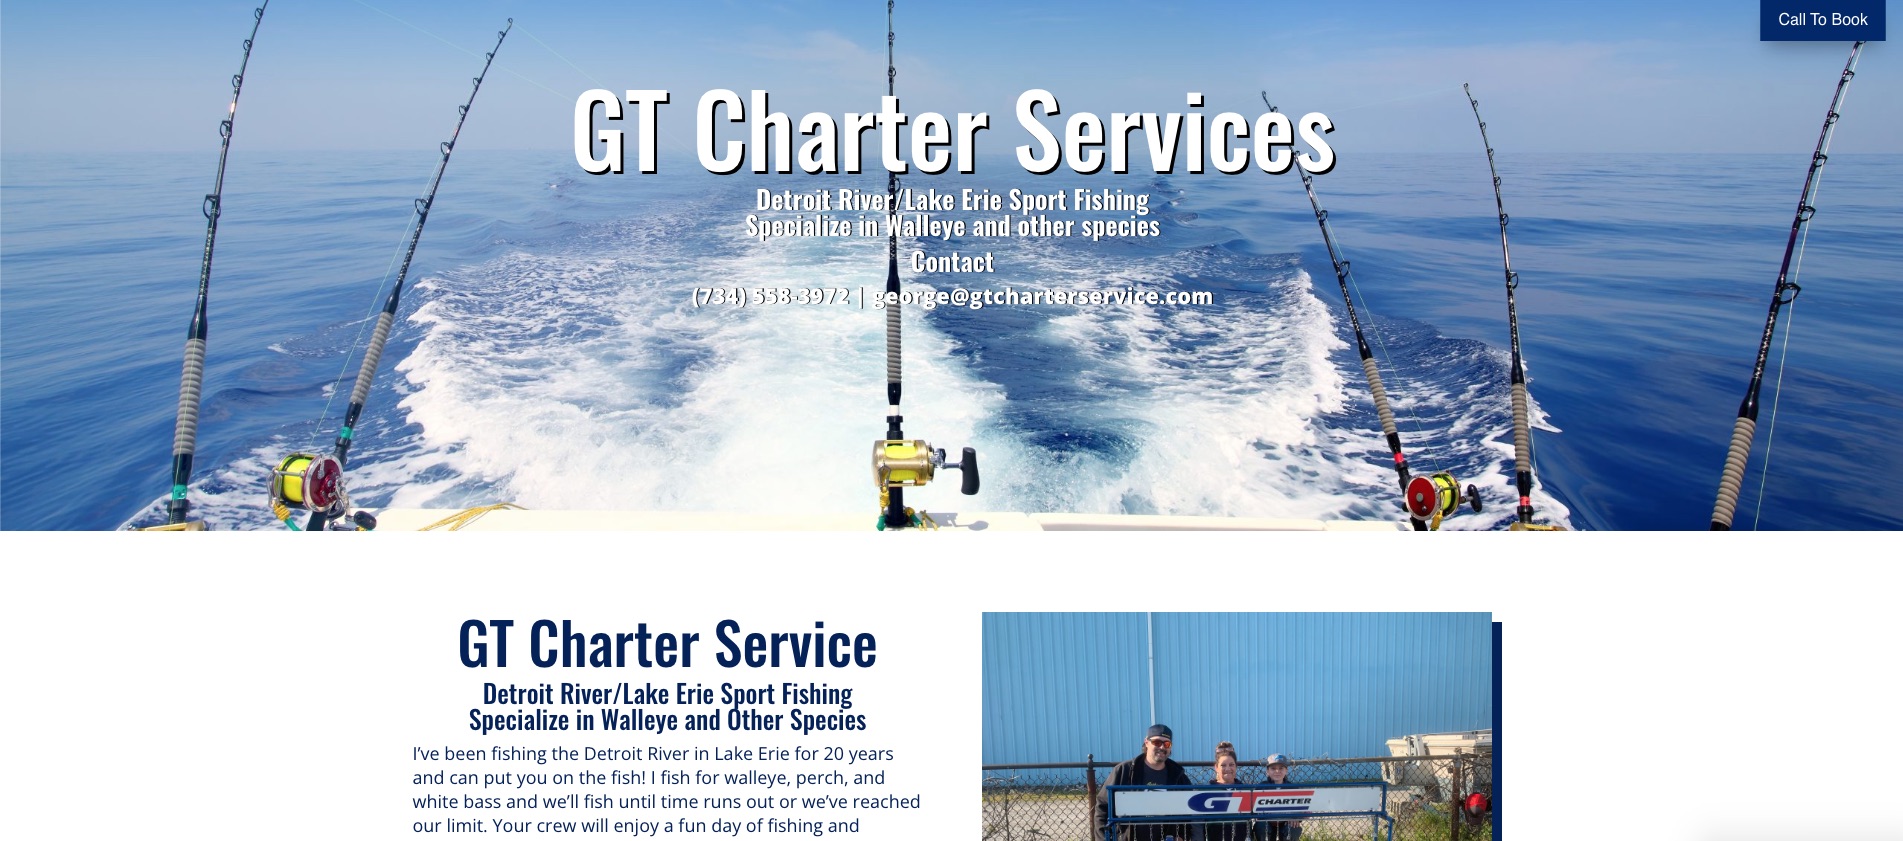 Call To Book
GT Charter Services
Detroit River/Lake Erie Sport Fishing
Specialize in Walleye and other species
Contact
(734) 558-3972 | george@gtcharterservice.com
GT Charter Service
Detroit River/Lake Erie Sport Fishing
Specialize in Walleye and Other Species
I’ve been fishing the Detroit River in Lake Erie for 20 years
and can put you on the fish! I fish for walleye, perch, and
white bass and we’ll fish until time runs out or we’ve reached
our limit. Your crew will enjoy a fun day of fishing and
GT CHARTER